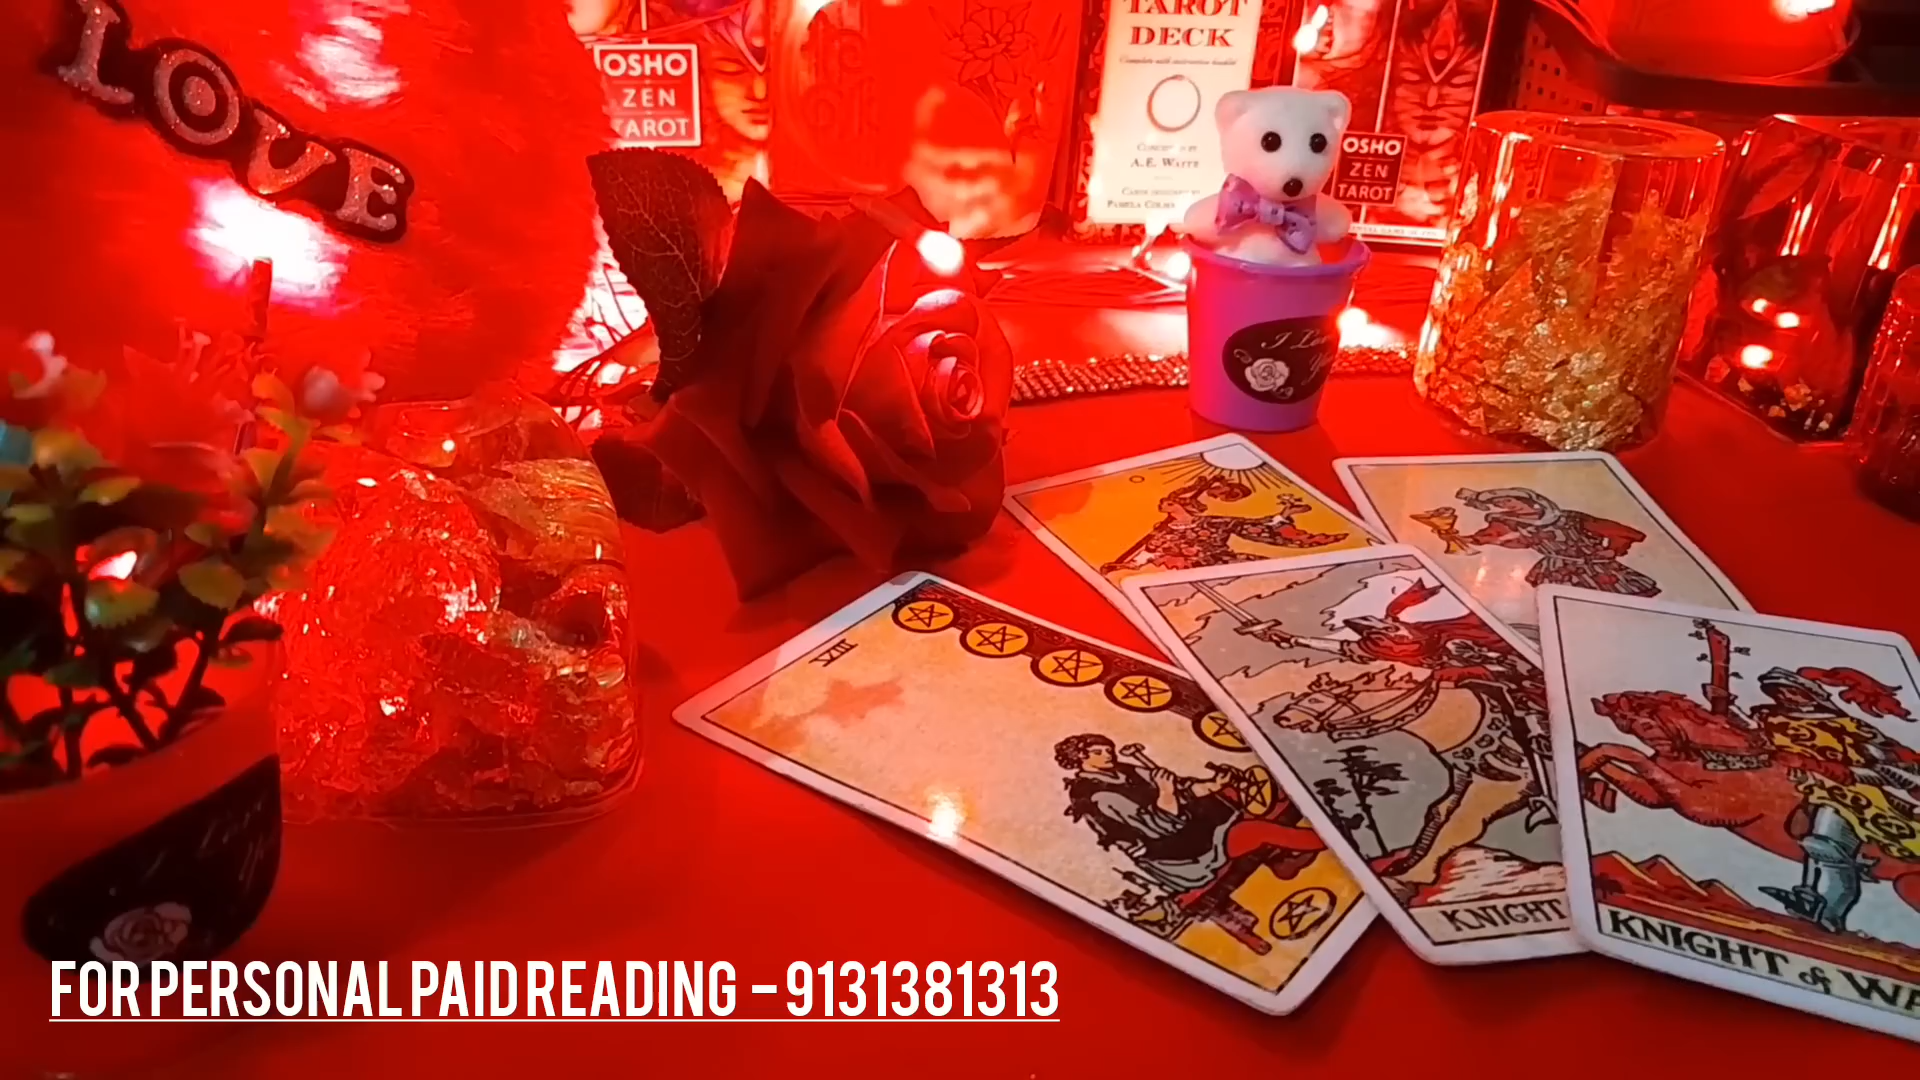 LOVE
OSHO
ZEN
TAROT
TAROT
DECK
A.E. WAITE
OSHO
ZEN
TAROT
VIII
KNIGHT
KNIGHT of WA
FOR PERSONAL PAID READING - 9131381313